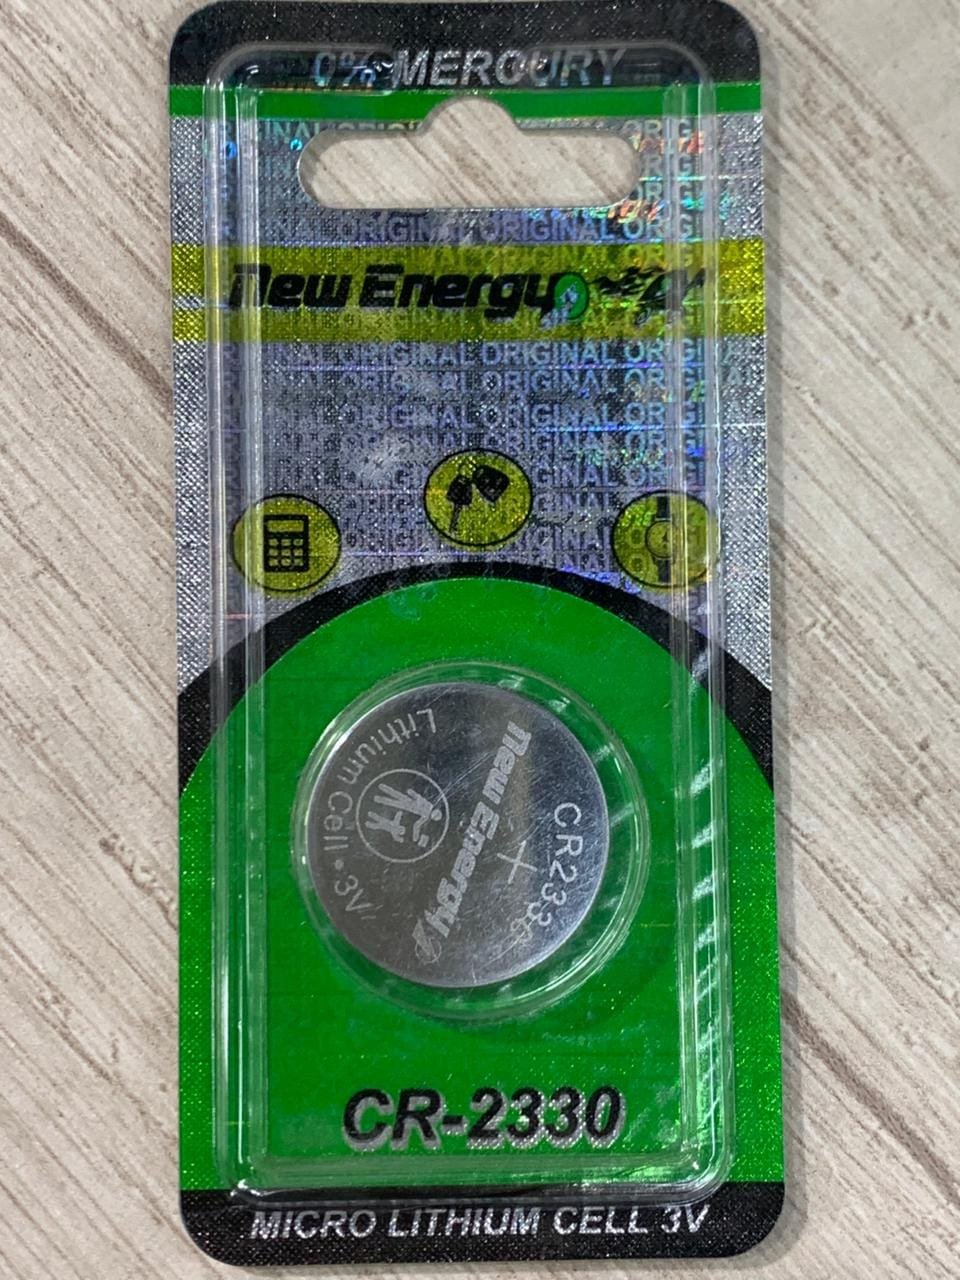 0% MERCURY
ORIGINAL ORIGINAL ORIGINAL ORIG
New Energy
ORIGINAL ORIGINAL ORIGINAL
Lithium Cell • 3V
New Energy
+
CR2330
CR-2330
MICRO LITHIUM CELL 3V